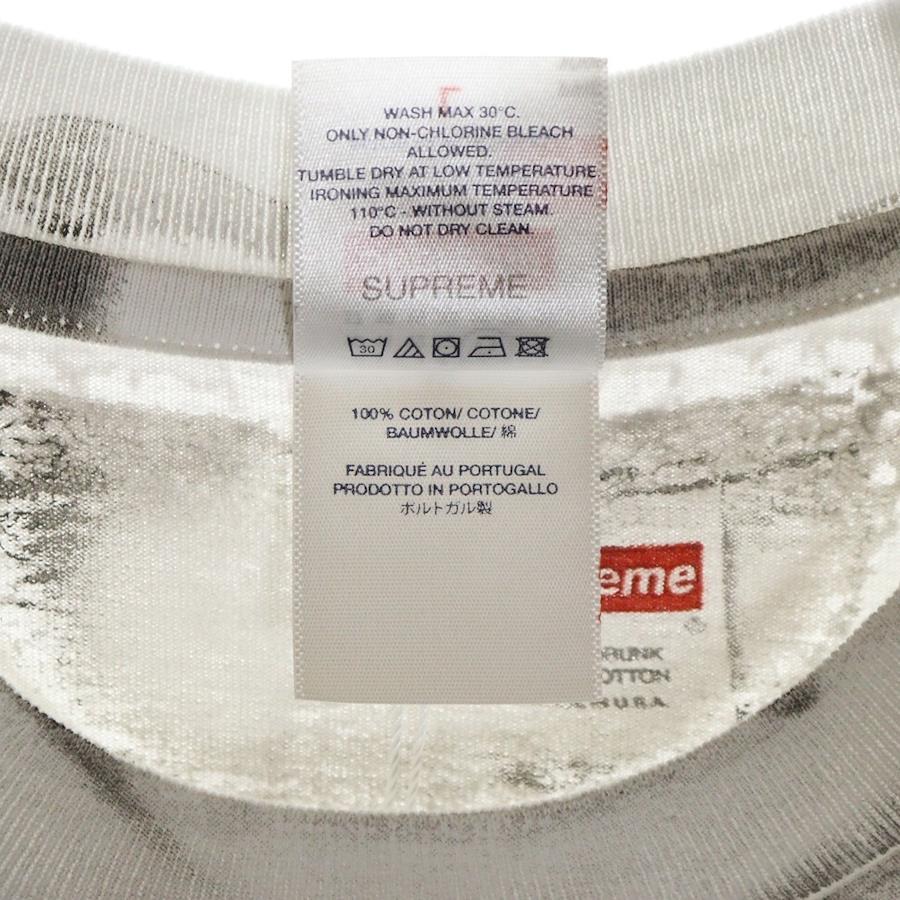 WASH MAX 30°C.
ONLY NON-CHLORINE BLEACH
ALLOWED.
TUMBLE DRY AT LOW TEMPERATURE
IRONING MAXIMUM TEMPERATURE
110°C - WITHOUT STEAM.
DO NOT DRY CLEAN.
SUPREME
30
100% COTON/ COTONE/
BAUMWOLLE/ 綿
FABRIQUÉ AU PORTUGAL
PRODOTTO IN PORTOGALLO
ポルトガル製
eme
RUNK
OTTON
U.S.A.